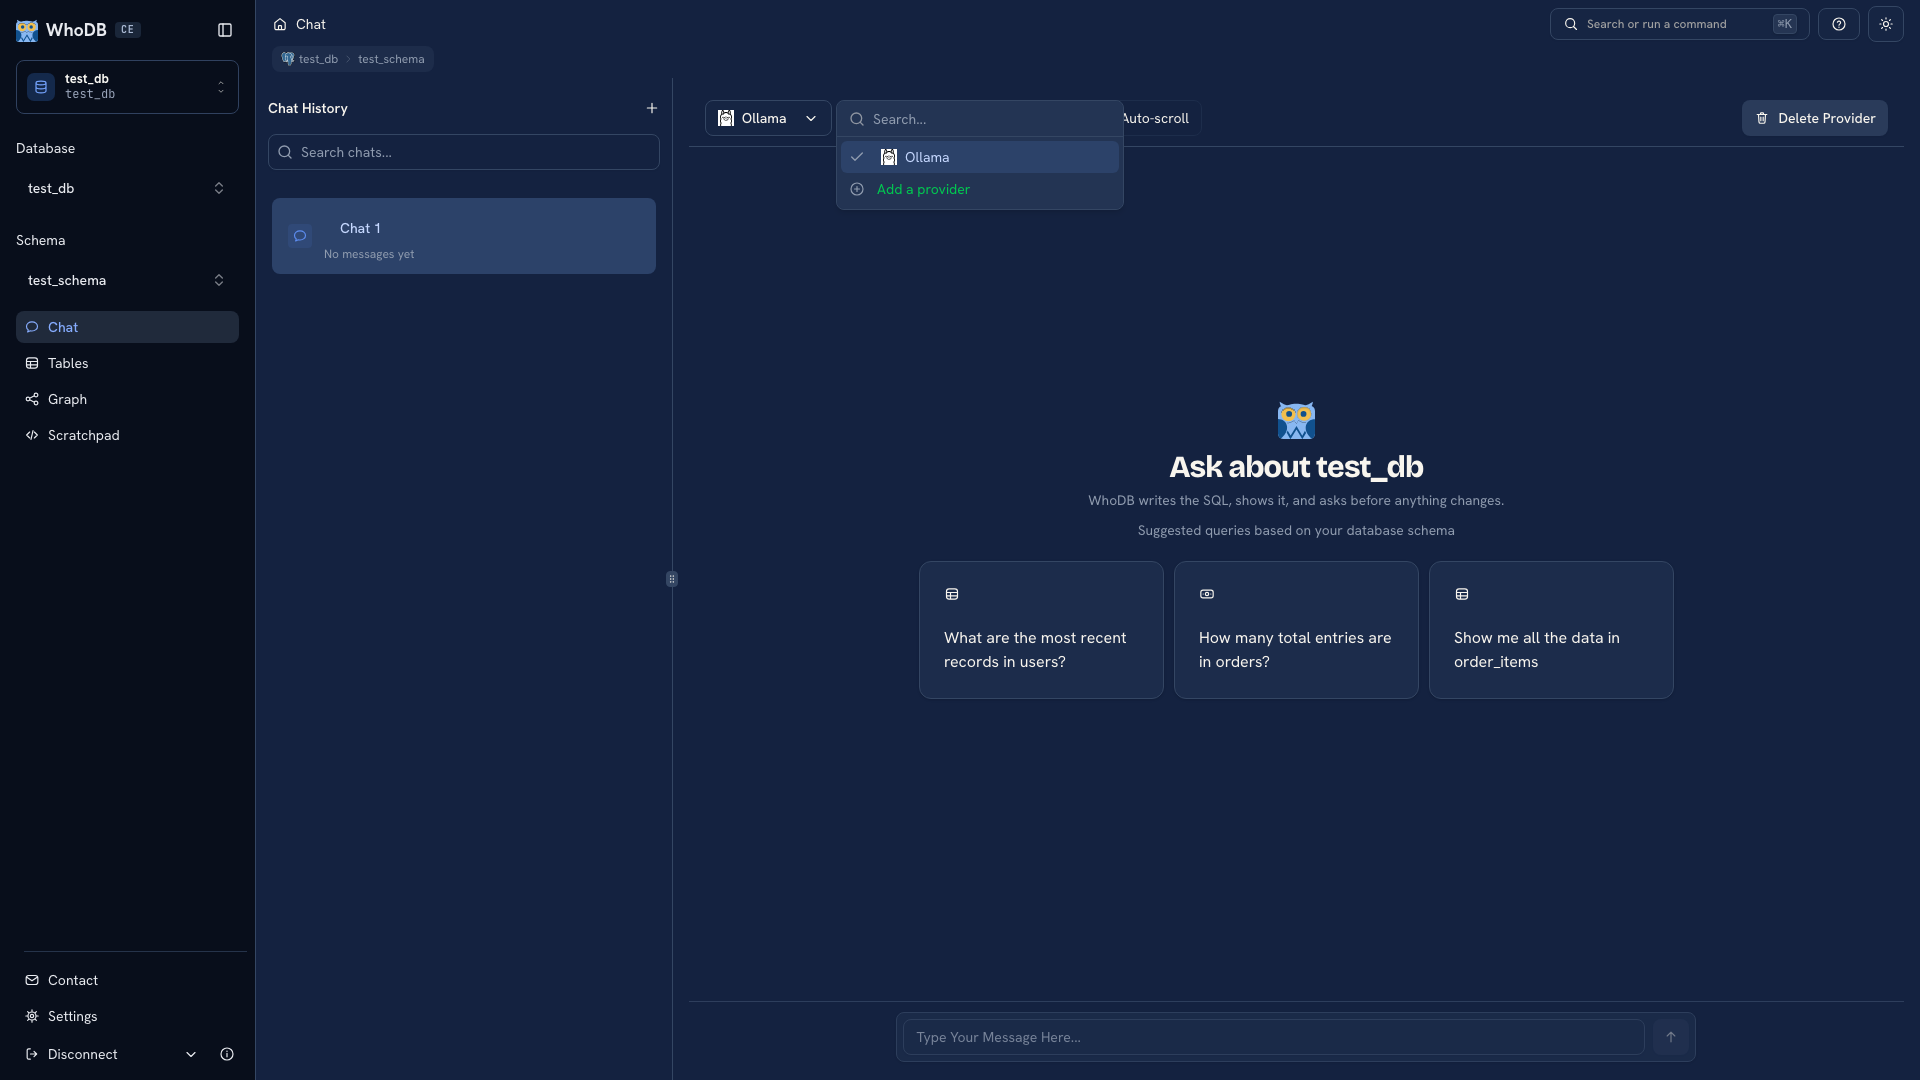 WhoDB CE
test_db
test_db
Database
test_db
Schema
test_schema
Chat
Tables
Graph
Scratchpad
Contact
Settings
Disconnect
Chat
test_db > test_schema
Search or run a command ⌘K
Chat History
Search chats...
Chat 1
No messages yet
Ollama
Search...
Auto-scroll
Delete Provider
Ollama
Add a provider
Ask about test_db
WhoDB writes the SQL, shows it, and asks before anything changes.
Suggested queries based on your database schema
What are the most recent
records in users?
How many total entries are
in orders?
Show me all the data in
order_items
Type Your Message Here...